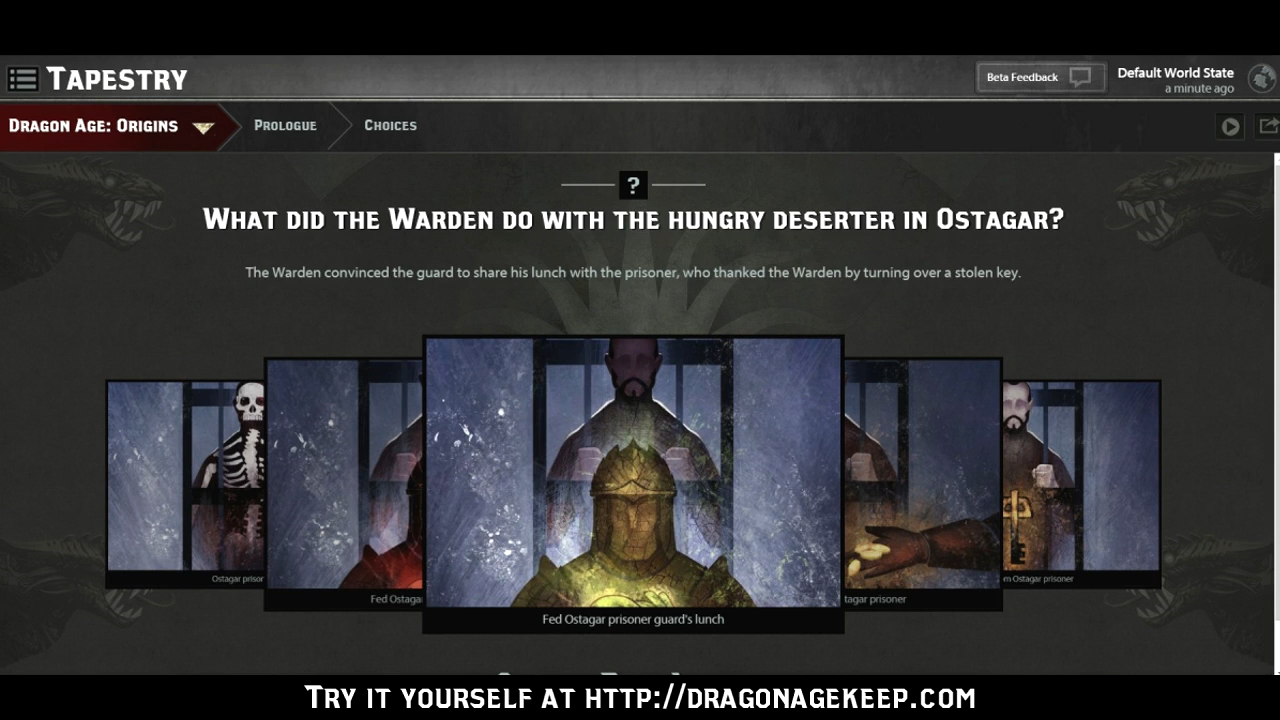 TAPESTRY
Beta Feedback
Default World State
a minute ago
DRAGON AGE: ORIGINS
PROLOGUE
CHOICES
?
WHAT DID THE WARDEN DO WITH THE HUNGRY DESERTER IN OSTAGAR?
The Warden convinced the guard to share his lunch with the prisoner, who thanked the Warden by turning over a stolen key.
Ostagar
Fed
prisoner
Ostagar prisoner
Fed Ostagar prisoner guard's lunch
TRY IT YOURSELF AT HTTP://DRAGONAGEKEEP.COM